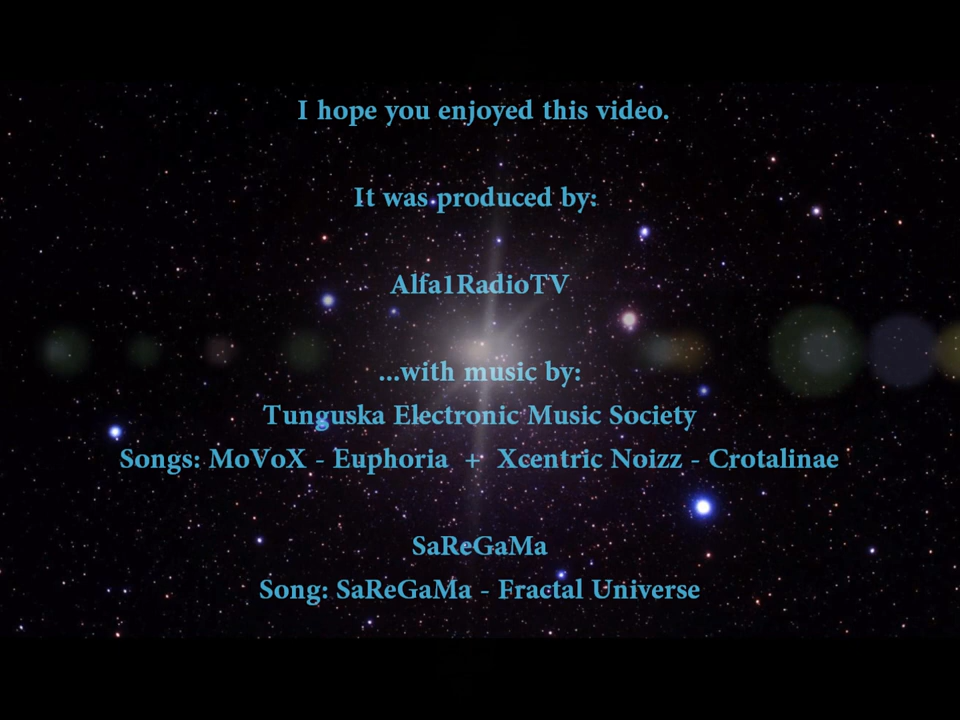 I hope you enjoyed this video.
It was produced by:
Alfa1RadioTV
...with music by:
Tunguska Electronic Music Society
Songs: MoVoX - Euphoria + Xcentric Noizz - Crotalinae
SaReGaMa
Song: SaReGaMa - Fractal Universe